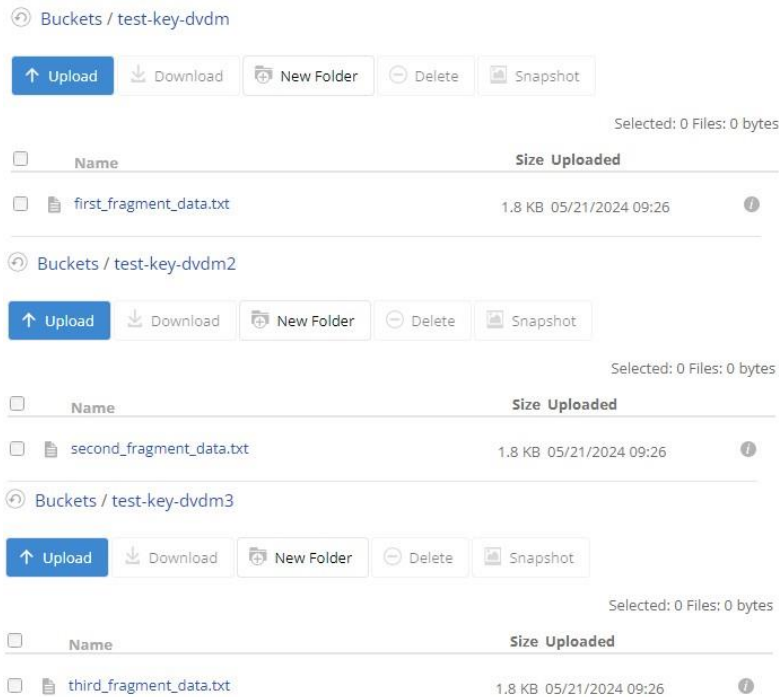 Buckets / test-key-dvdm
Upload Download New Folder Delete Snapshot
Selected: 0 Files: 0 bytes
Name Size Uploaded
first_fragment_data.txt 1.8 KB 05/21/2024 09:26
Buckets / test-key-dvdm2
Upload Download New Folder Delete Snapshot
Selected: 0 Files: 0 bytes
Name Size Uploaded
second_fragment_data.txt 1.8 KB 05/21/2024 09:26
Buckets / test-key-dvdm3
Upload Download New Folder Delete Snapshot
Selected: 0 Files: 0 bytes
Name Size Uploaded
third_fragment_data.txt 1.8 KB 05/21/2024 09:26